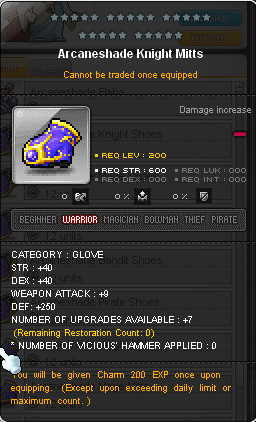 Arcaneshade Knight Mitts
Cannot be traded once equipped
Damage increase
REQ LEV : 200
REQ STR : 600 REQ LUK : 000
REQ DEX : 000 REQ INT : 000
0 0 % 0 %
BEGINNER WARRIOR MAGICIAN BOWMAN THIEF PIRATE
CATEGORY : GLOVE
STR : +40
DEX : +40
WEAPON ATTACK : +9
DEF: +250
NUMBER OF UPGRADES AVAILABLE : +7
(Remaining Restoration Count: 0)
* NUMBER OF VICIOUS' HAMMER APPLIED : 0
You will be given Charm 200 EXP once upon
equipping. (Except upon exceeding daily limit or
maximum count.)